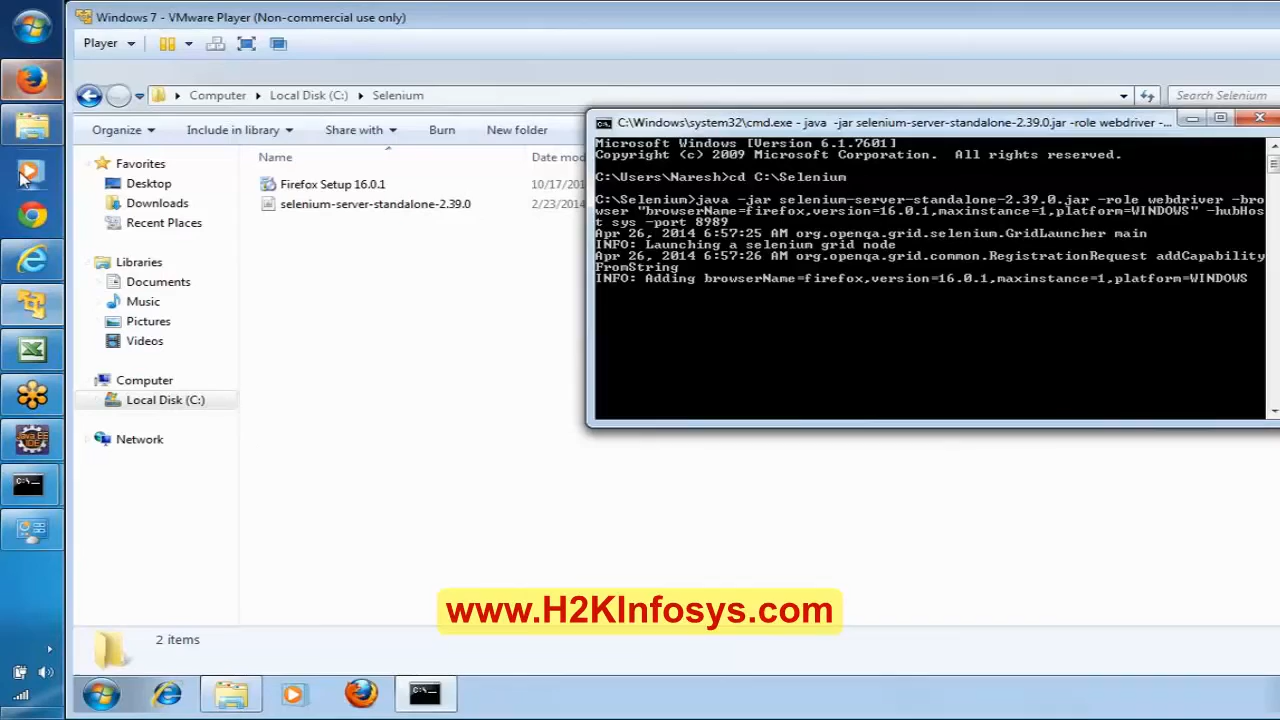 Windows 7 - VMware Player (Non-commercial use only)
Player
Computer
Local Disk (C:)
Selenium
Search Selenium
Organize
Include in library
Share with
Burn
New folder
Favorites
Desktop
Downloads
Recent Places
Libraries
Documents
Music
Pictures
Videos
Computer
Local Disk (C:)
Network
Name
Date mod
Firefox Setup 16.0.1
10/17/201
selenium-server-standalone-2.39.0
2/23/2014
C:\Windows\system32\cmd.exe - java -jar selenium-server-standalone-2.39.0.jar -role webdriver -...
Microsoft Windows [Version 6.1.7601]
Copyright (c) 2009 Microsoft Corporation. All rights reserved.
C:\Users\Naresh>cd C:\Selenium
C:\Selenium>java -jar selenium-server-standalone-2.39.0.jar -role webdriver -bro
wser "browserName=firefox,version=16.0.1,maxinstance=1,platform=WINDOWS" -hubHos
t sys -port 8989
Apr 26, 2014 6:57:25 AM org.openqa.grid.selenium.GridLauncher main
INFO: Launching a selenium grid node
Apr 26, 2014 6:57:26 AM org.openqa.grid.common.RegistrationRequest addCapability
FromString
INFO: Adding browserName=firefox,version=16.0.1,maxinstance=1,platform=WINDOWS
www.H2KInfosys.com
2 items